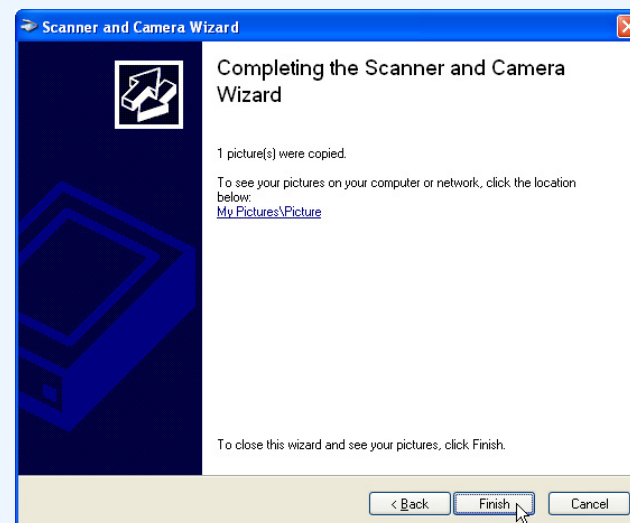 Scanner and Camera Wizard
Completing the Scanner and Camera
Wizard
1 picture(s) were copied.
To see your pictures on your computer or network, click the location
below:
My Pictures\Picture
To close this wizard and see your pictures, click Finish.
< Back Finish Cancel